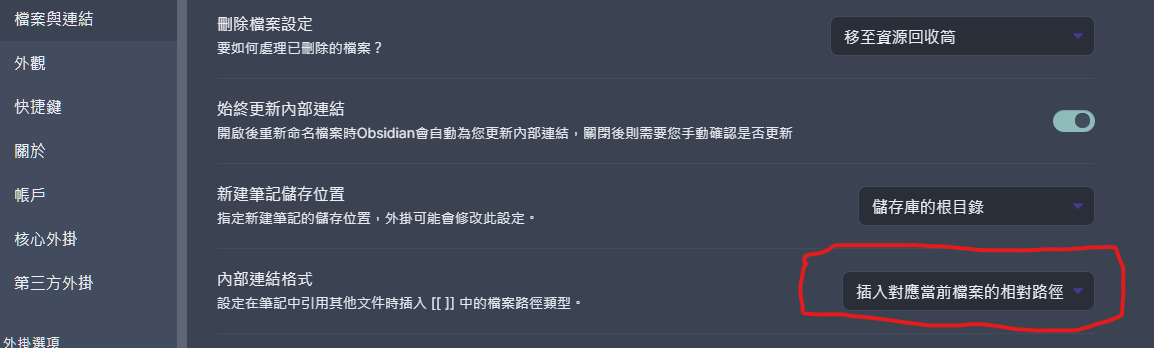 檔案與連結
外觀
快捷鍵
關於
帳戶
核心外掛
第三方外掛
外掛選項
刪除檔案設定
要如何處理已刪除的檔案？
移至資源回收筒
始終更新內部連結
開啟後重新命名檔案時Obsidian會自動為您更新內部連結，關閉後則需要您手動確認是否更新
新建筆記儲存位置
指定新建筆記的儲存位置，外掛可能會修改此設定。
儲存庫的根目錄
內部連結格式
設定在筆記中引用其他文件時插入 [[ ]] 中的檔案路徑類型。
插入對應當前檔案的相對路徑